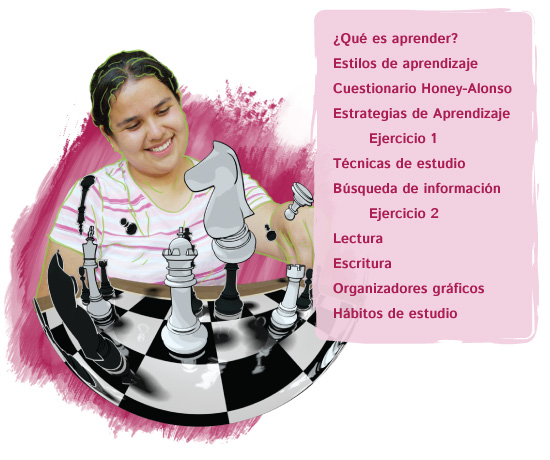 ¿Qué es aprender?
Estilos de aprendizaje
Cuestionario Honey-Alonso
Estrategias de Aprendizaje
Ejercicio 1
Técnicas de estudio
Búsqueda de información
Ejercicio 2
Lectura
Escritura
Organizadores gráficos
Hábitos de estudio